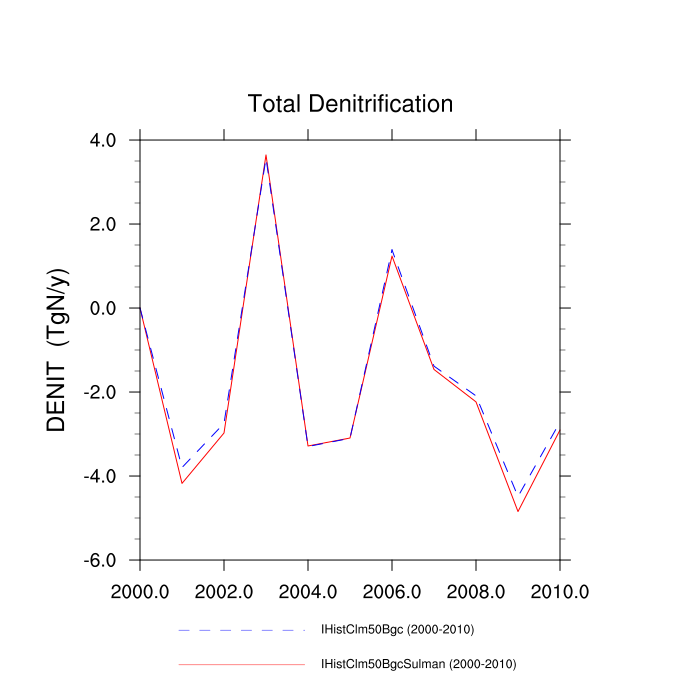 Total Denitrification
DENIT (TgN/y)
4.0
2.0
0.0
-2.0
-4.0
-6.0
2000.0 2002.0 2004.0 2006.0 2008.0 2010.0
IHistClm50Bgc (2000-2010)
IHistClm50BgcSulman (2000-2010)